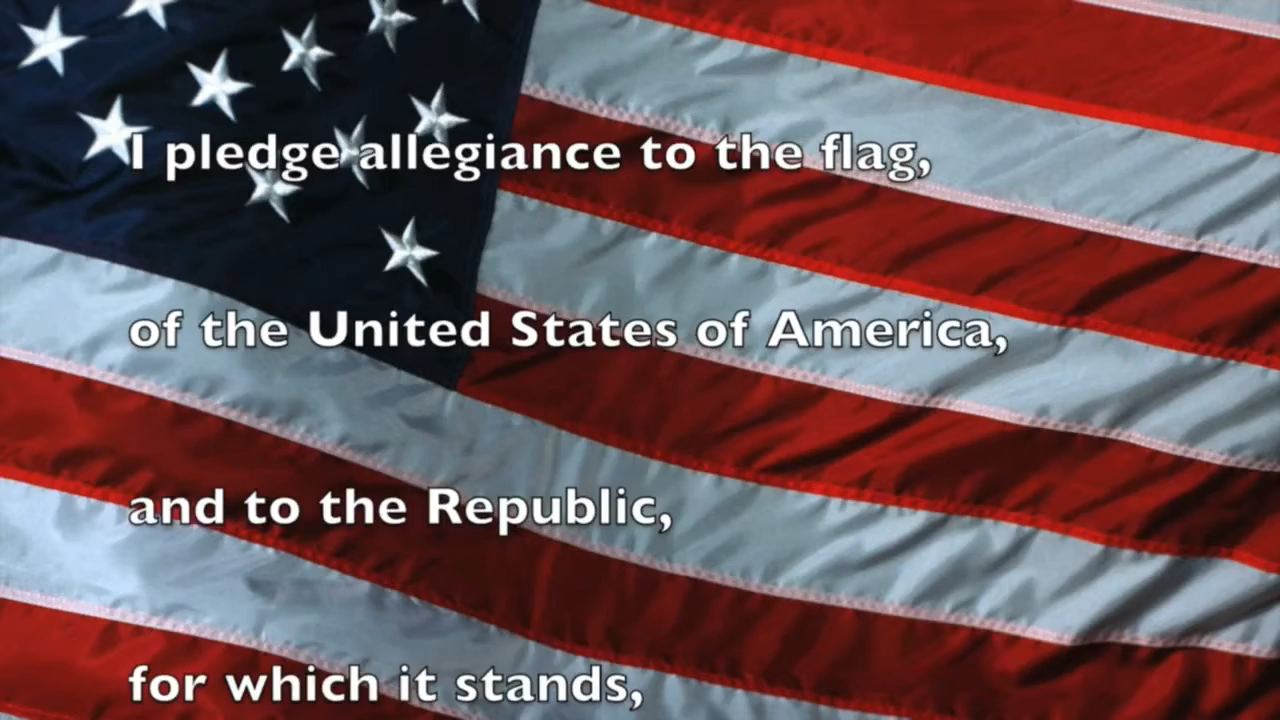 I pledge allegiance to the flag,
of the United States of America,
and to the Republic,
for which it stands,